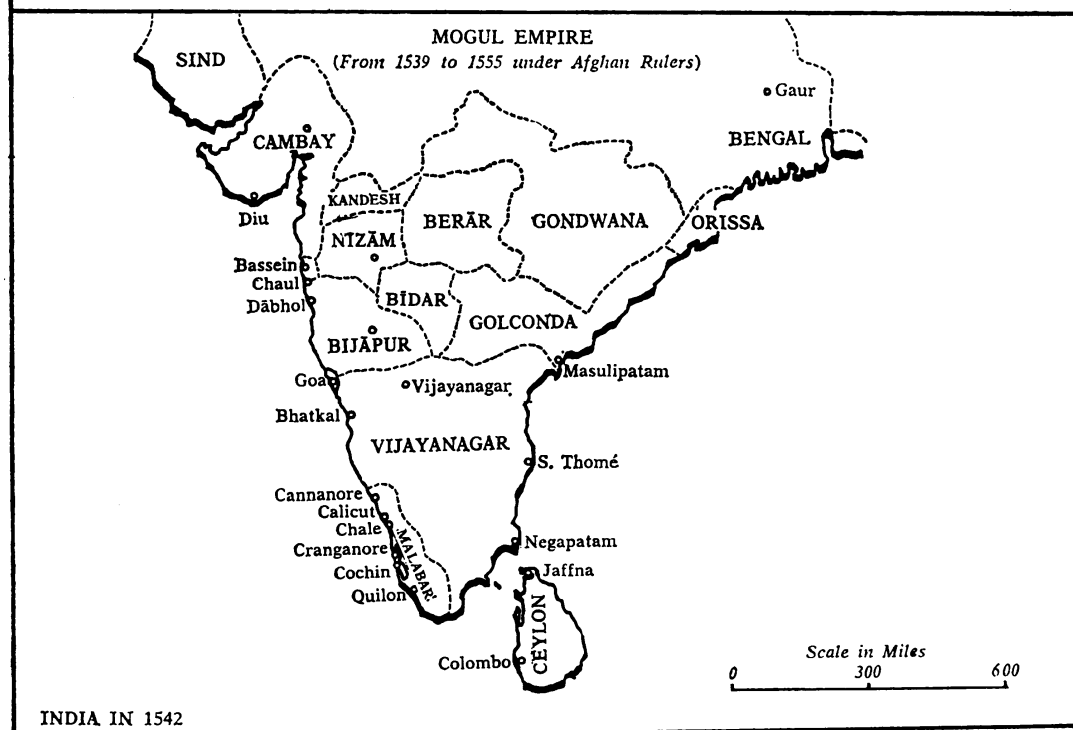 MOGUL EMPIRE
(From 1539 to 1555 under Afghan Rulers)
SIND
Gaur
CAMBAY
BENGAL
KANDESH
BERĀR
GONDWANA
ORISSA
Diu
NĪZĀM
Bassein
Chaul
BĪDAR
Dābhol
GOLCONDA
BIJĀPUR
Masulipatam
Goa
Vijayanagar
Bhatkal
VIJAYANAGAR
S. Thomé
Cannanore
Calicut
Chale
MALABAR
Cranganore
Negapatam
Cochin
Jaffna
Quilon
CEYLON
Colombo
Scale in Miles
0 300 600
INDIA IN 1542